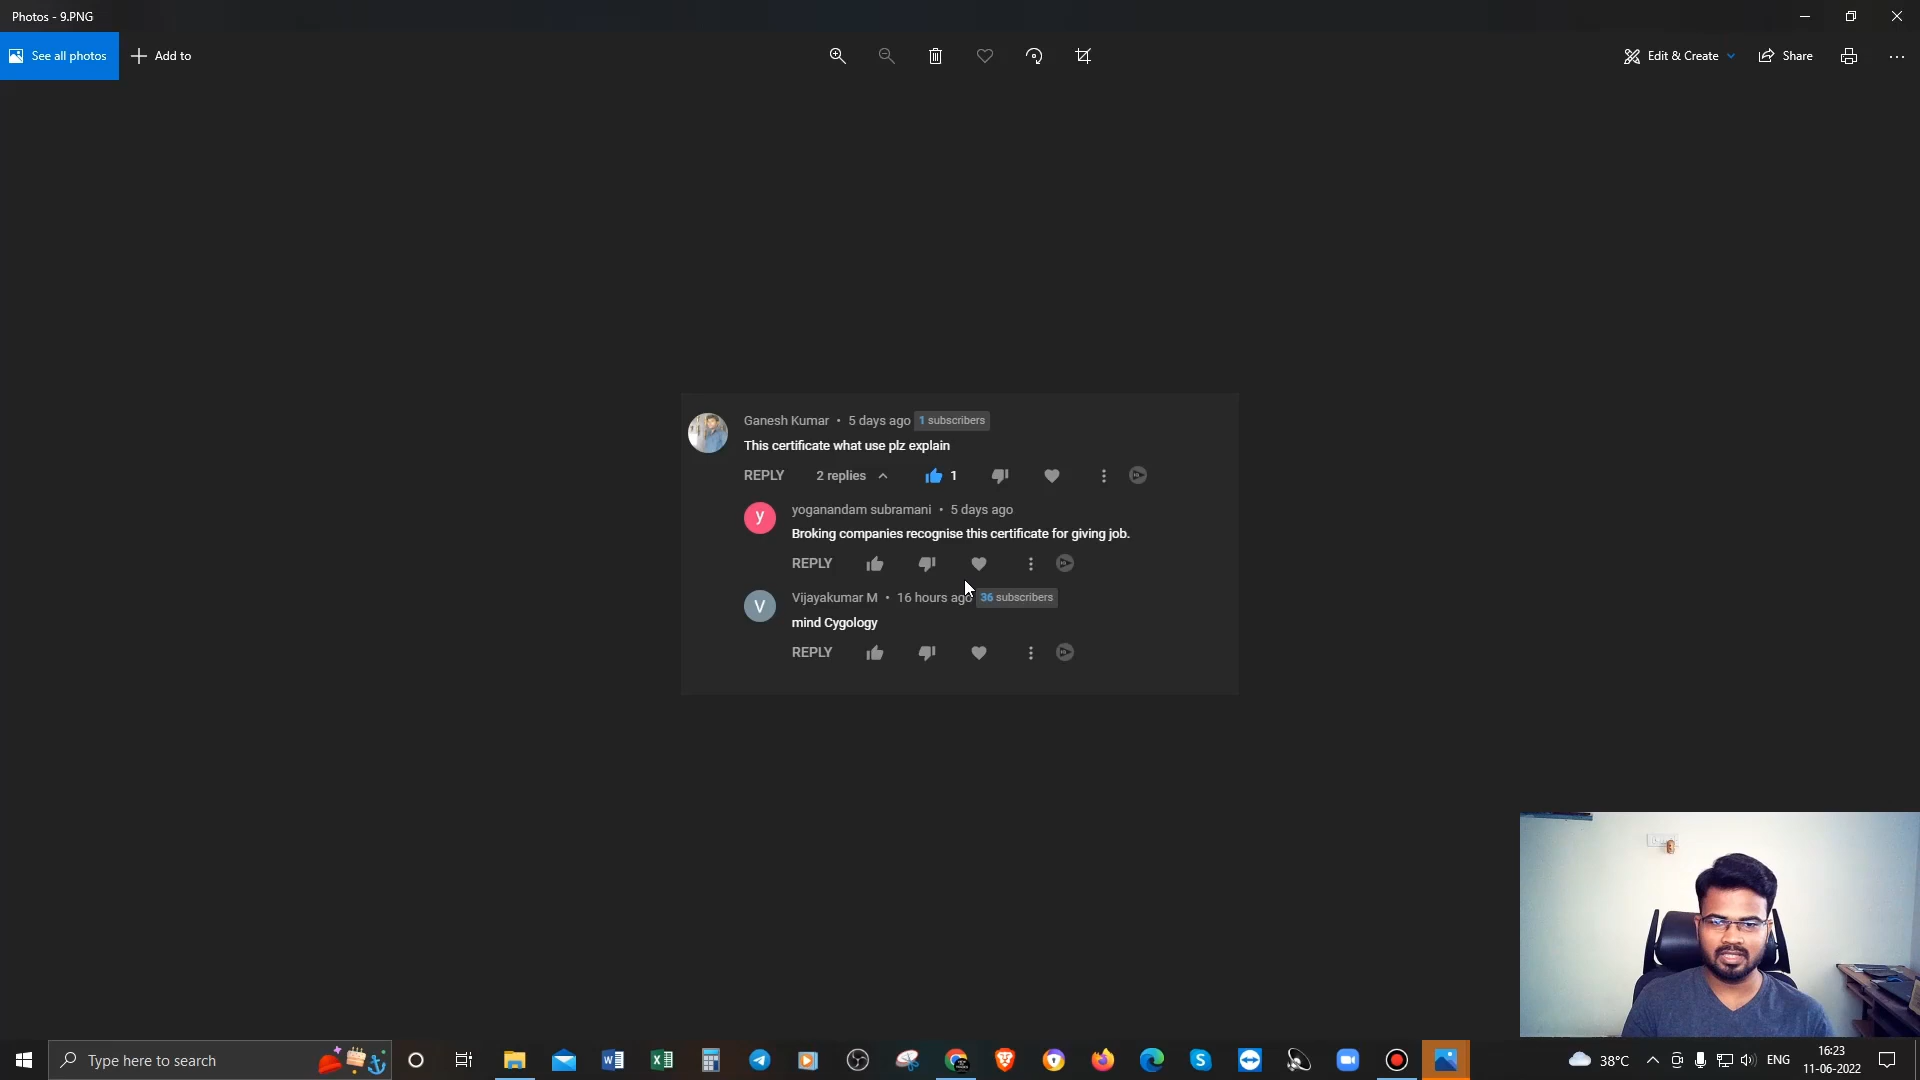 Photos - 9.PNG
See all photos
Add to
Edit & Create
Share
Ganesh Kumar • 5 days ago 1 subscribers
This certificate what use plz explain
REPLY 2 replies 1
y
yoganandam subramani • 5 days ago
Broking companies recognise this certificate for giving job.
REPLY
V
Vijayakumar M • 16 hours ago 36 subscribers
mind Cygology
REPLY
Type here to search
38°C
ENG
16:23
11-06-2022